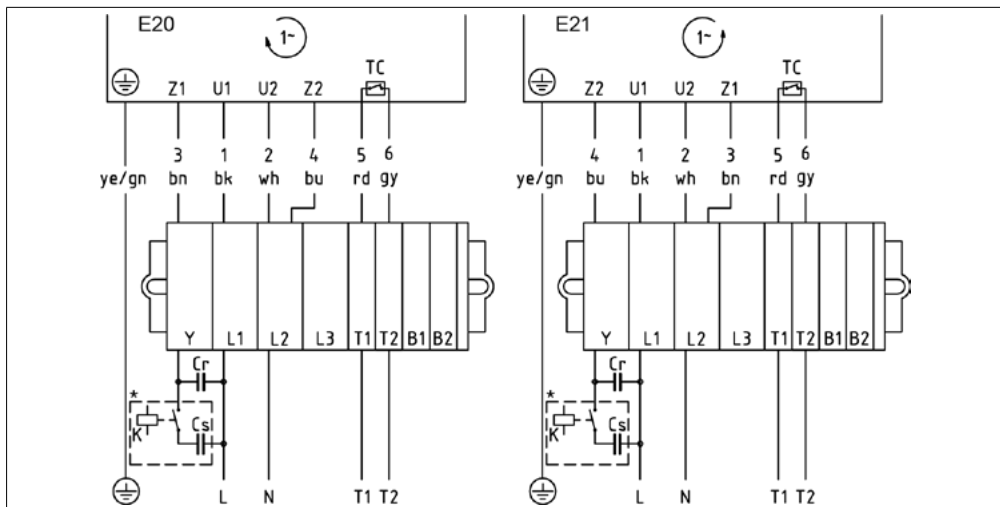 E20
1~
TC
Z1 U1 U2 Z2
3 1 2 4 5 6
ye/gn bn bk wh bu rd gy
Y L1 L2 L3 T1 T2 B1 B2
Cr
*
K Cs
L N T1 T2
E21
1~
TC
Z2 U1 U2 Z1
4 1 2 3 5 6
ye/gn bu bk wh bn rd gy
Y L1 L2 L3 T1 T2 B1 B2
Cr
*
K Cs
L N T1 T2